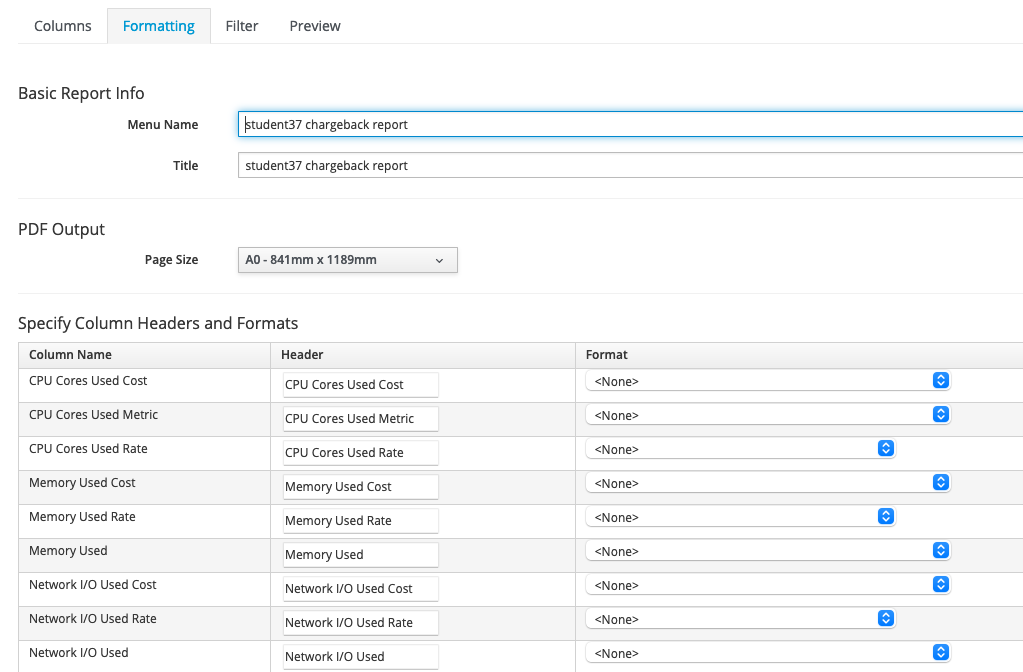 Columns Formatting Filter Preview
Basic Report Info
Menu Name student37 chargeback report
Title student37 chargeback report
PDF Output
Page Size A0 - 841mm x 1189mm
Specify Column Headers and Formats
Column Name Header Format
CPU Cores Used Cost CPU Cores Used Cost <None>
CPU Cores Used Metric CPU Cores Used Metric <None>
CPU Cores Used Rate CPU Cores Used Rate <None>
Memory Used Cost Memory Used Cost <None>
Memory Used Rate Memory Used Rate <None>
Memory Used Memory Used <None>
Network I/O Used Cost Network I/O Used Cost <None>
Network I/O Used Rate Network I/O Used Rate <None>
Network I/O Used Network I/O Used <None>